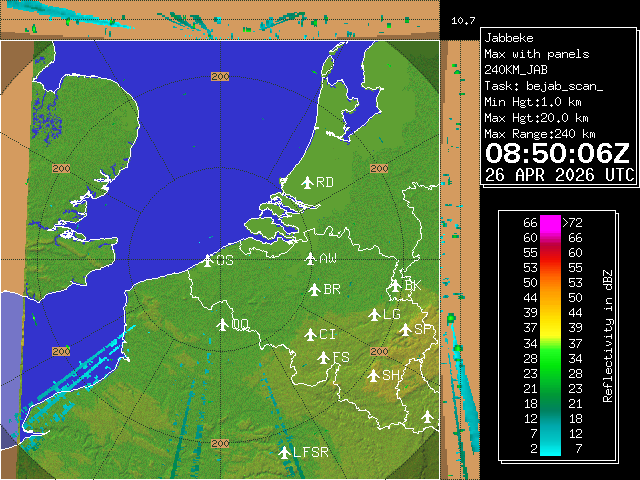 10.7
Jabbeke
Max with panels
240KM_JAB
Task: bejab_scan_
Min Hgt:1.0 km
Max Hgt:20.0 km
Max Range:240 km
08:50:06Z
26 APR 2026 UTC
200
200
200
RD
OS
AW
BR
BK
LG
QO
CI
SP
200
200
FS
SH
200
LFSR
66 >72
60 66
55 60
53 55
50 53
44 50
39 44
37 39
34 37
28 34
24 28
21 23
18 21
12 18
7 12
2 7
Reflectivity in dBZ